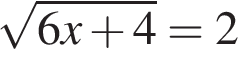 √(6x + 4) = 2